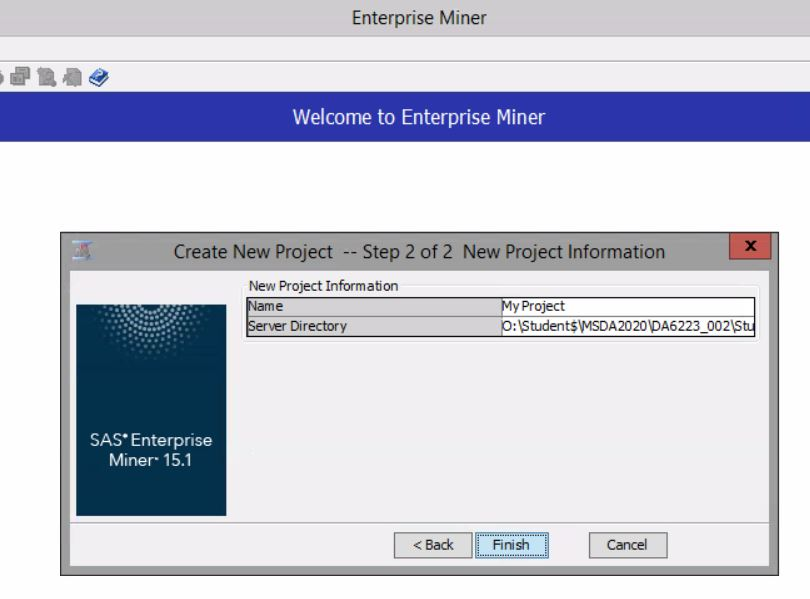 Enterprise Miner
Welcome to Enterprise Miner
Create New Project -- Step 2 of 2 New Project Information
x
New Project Information
Name My Project
Server Directory O:\Student$\MSDA2020\DA6223_002\Stu
SAS® Enterprise
Miner™ 15.1
< Back Finish Cancel